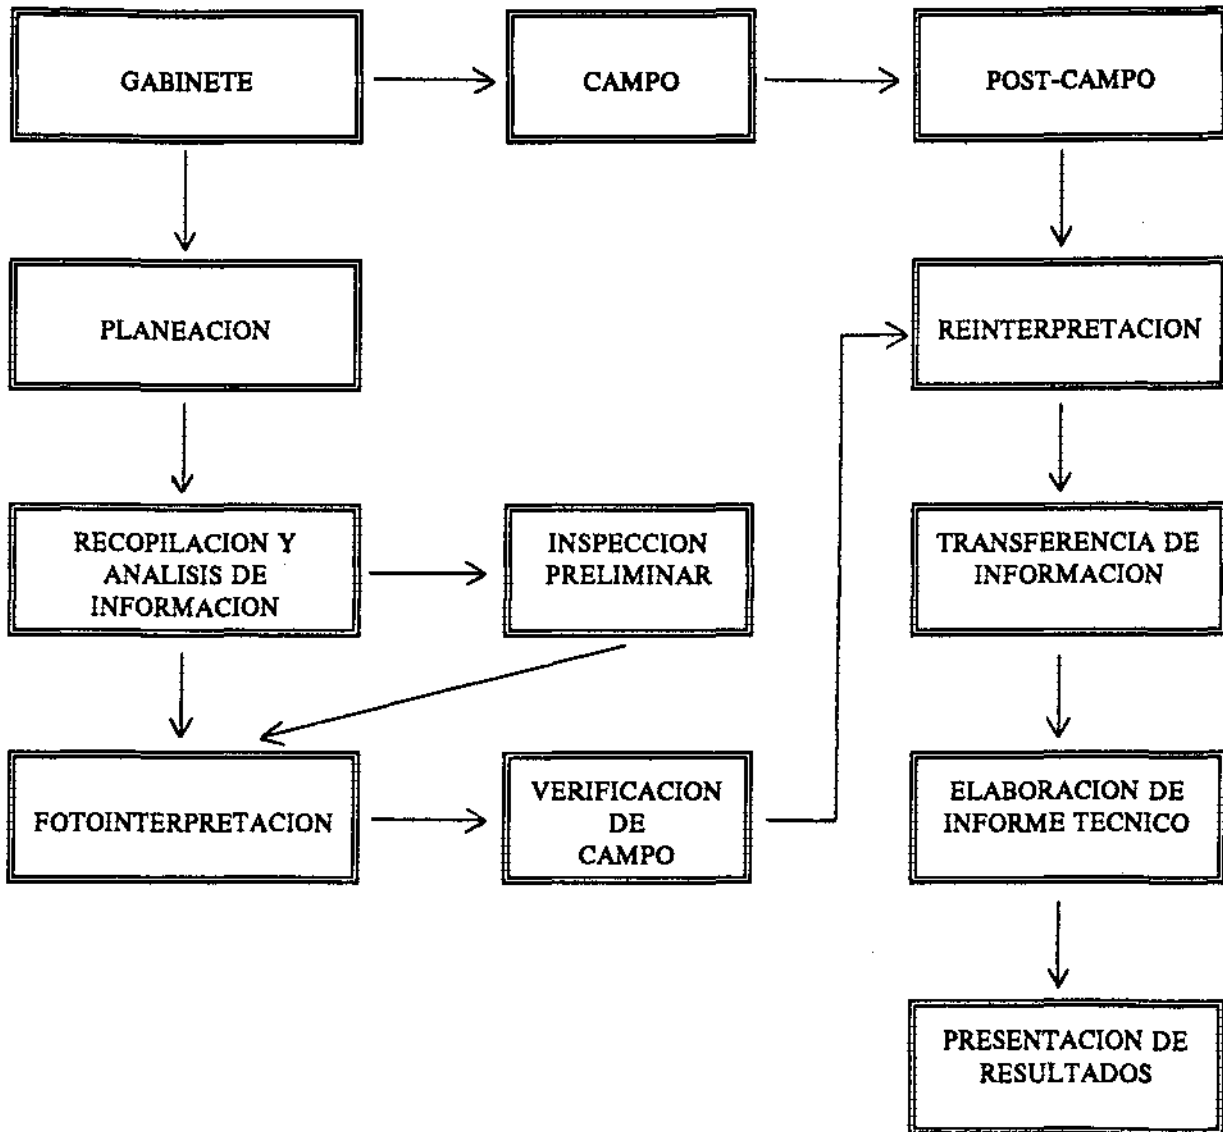 GABINETE
CAMPO
POST-CAMPO
PLANEACION
REINTERPRETACION
RECOPILACION Y
ANALISIS DE
INFORMACION
INSPECCION
PRELIMINAR
TRANSFERENCIA DE
INFORMACION
FOTOINTERPRETACION
VERIFICACION
DE
CAMPO
ELABORACION DE
INFORME TECNICO
PRESENTACION DE
RESULTADOS